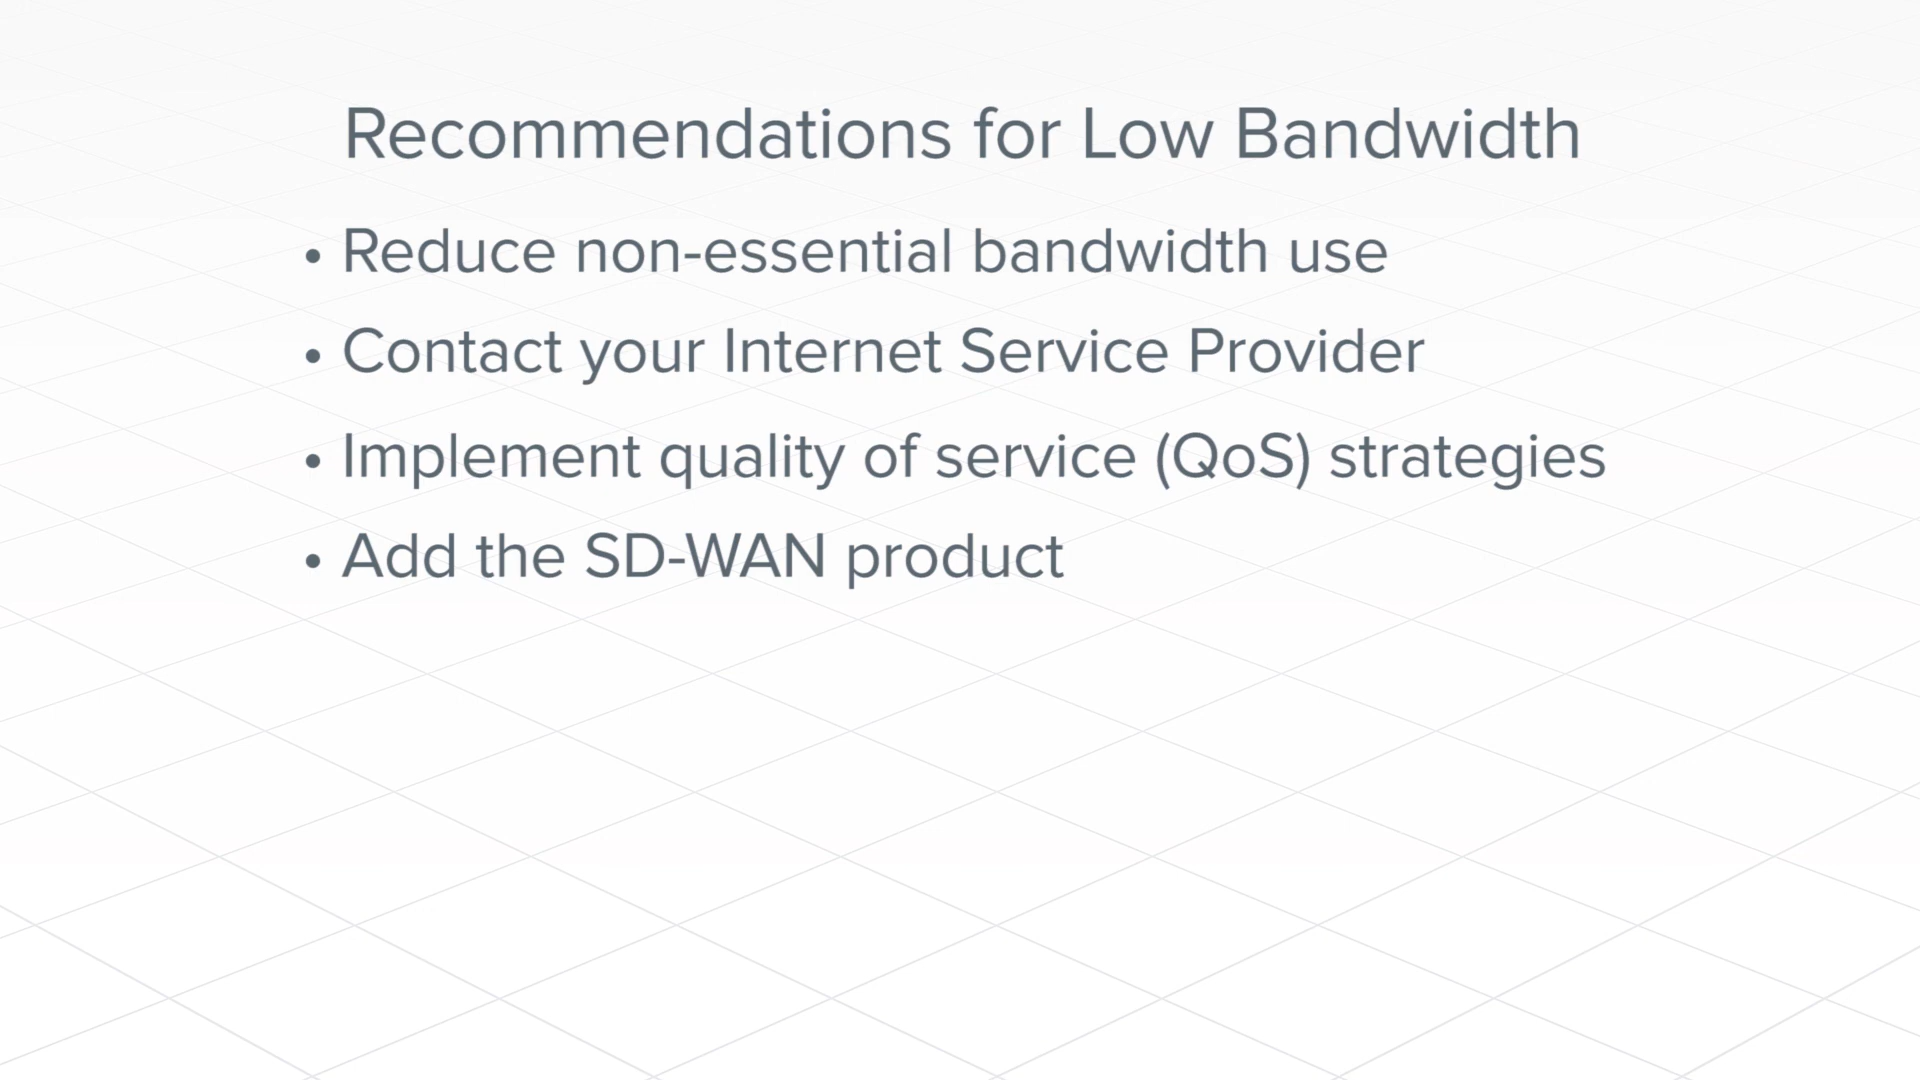 Recommendations for Low Bandwidth
• Reduce non-essential bandwidth use
• Contact your Internet Service Provider
• Implement quality of service (QoS) strategies
• Add the SD-WAN product